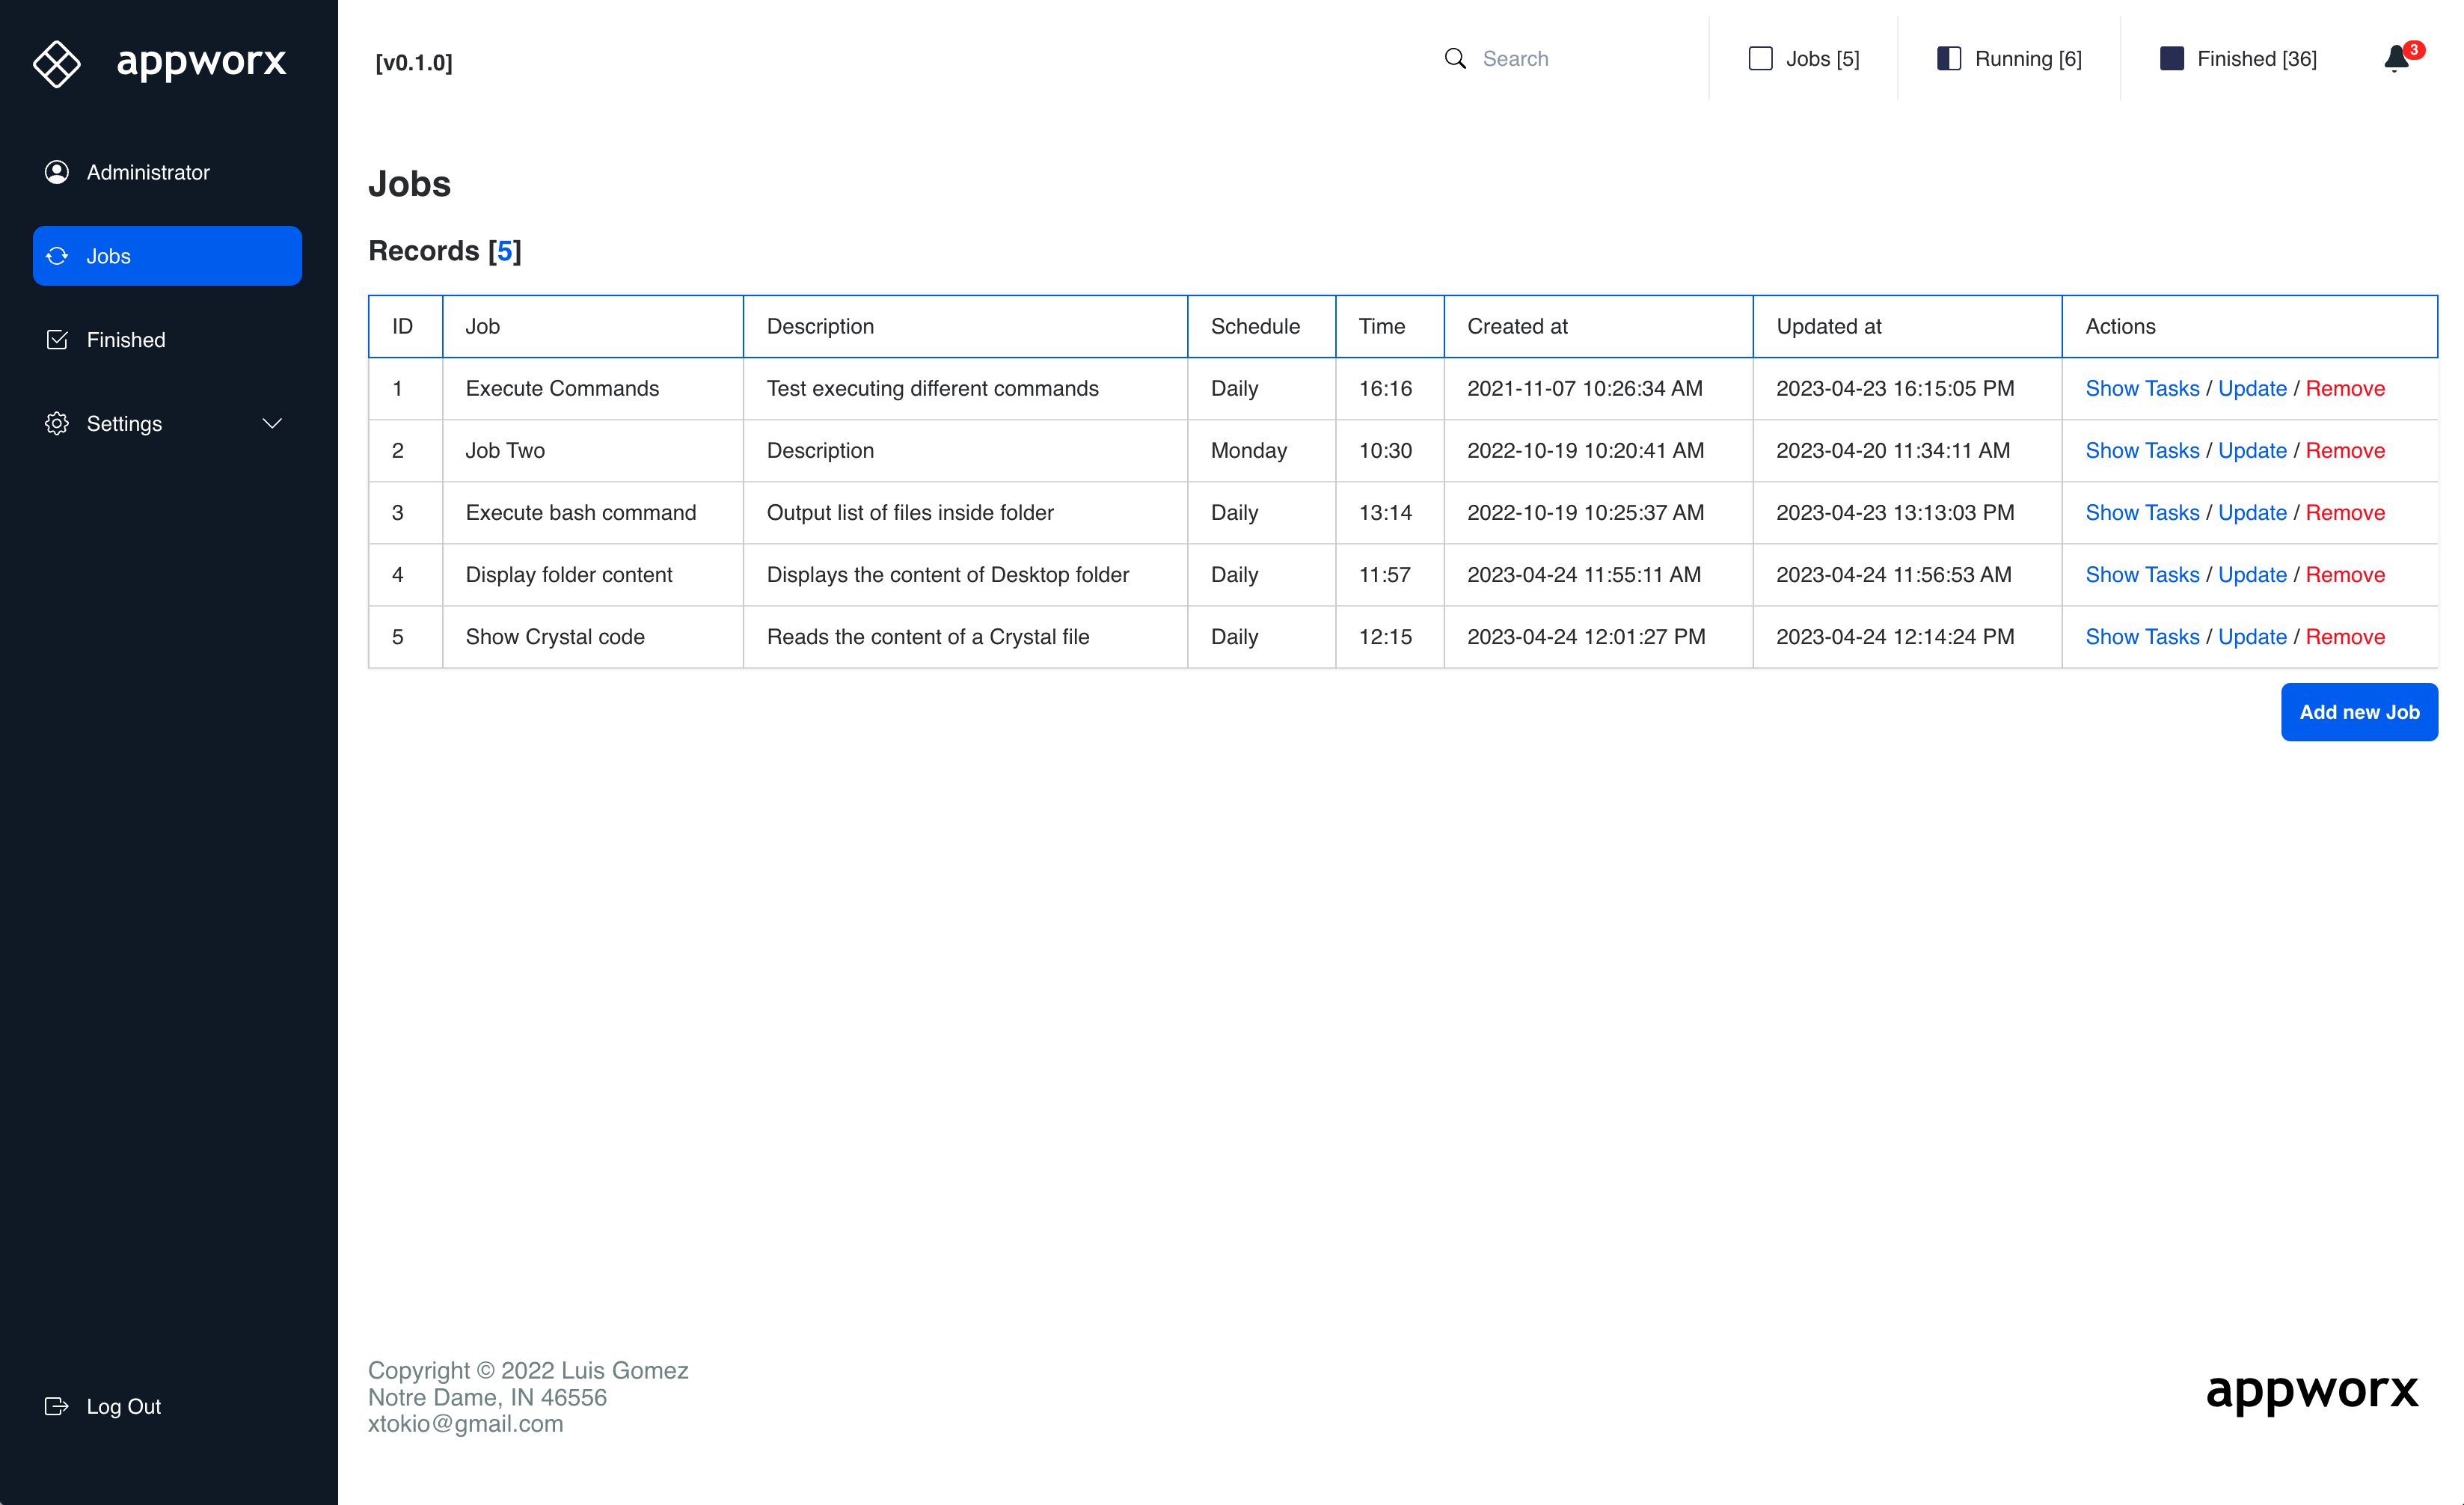 appworx
Administrator
Jobs
Finished
Settings
Log Out
[v0.1.0]
Search
Jobs [5]
Running [6]
Finished [36]
3
Jobs
Records [5]
ID Job Description Schedule Time Created at Updated at Actions
1 Execute Commands Test executing different commands Daily 16:16 2021-11-07 10:26:34 AM 2023-04-23 16:15:05 PM Show Tasks / Update / Remove
2 Job Two Description Monday 10:30 2022-10-19 10:20:41 AM 2023-04-20 11:34:11 AM Show Tasks / Update / Remove
3 Execute bash command Output list of files inside folder Daily 13:14 2022-10-19 10:25:37 AM 2023-04-23 13:13:03 PM Show Tasks / Update / Remove
4 Display folder content Displays the content of Desktop folder Daily 11:57 2023-04-24 11:55:11 AM 2023-04-24 11:56:53 AM Show Tasks / Update / Remove
5 Show Crystal code Reads the content of a Crystal file Daily 12:15 2023-04-24 12:01:27 PM 2023-04-24 12:14:24 PM Show Tasks / Update / Remove
Add new Job
Copyright © 2022 Luis Gomez
Notre Dame, IN 46556
xtokio@gmail.com
appworx